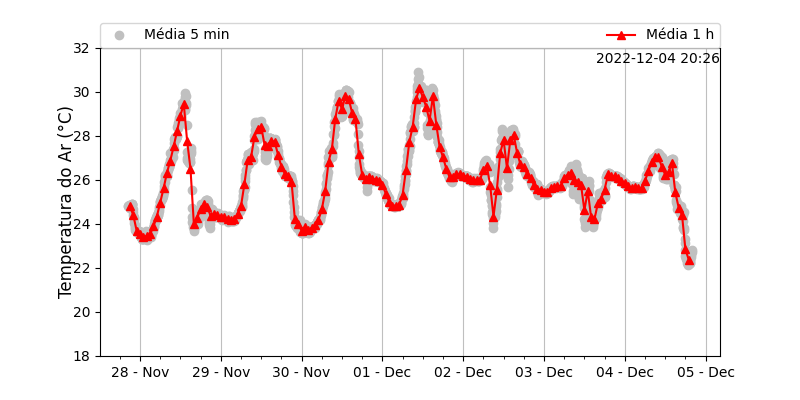 Média 5 min
Média 1 h
2022-12-04 20:26
Temperatura do Ar (°C)
32
30
28
26
24
22
20
18
28 - Nov
29 - Nov
30 - Nov
01 - Dec
02 - Dec
03 - Dec
04 - Dec
05 - Dec